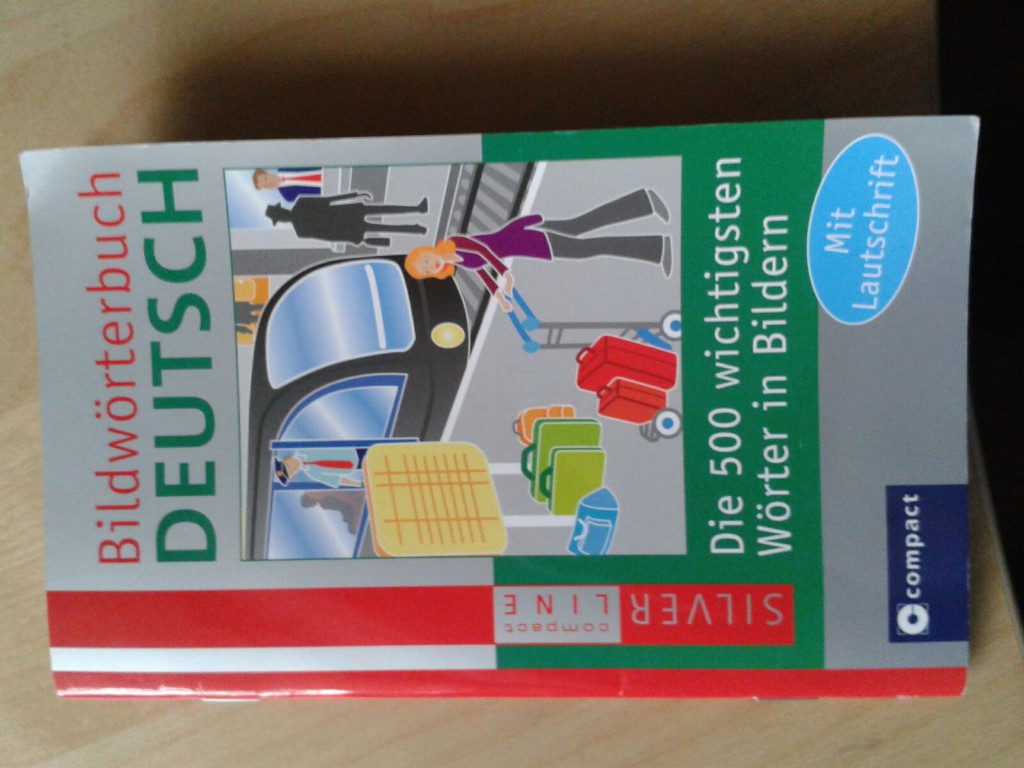 Bildwörterbuch
DEUTSCH
Die 500 wichtigsten
Wörter in Bildern
Mit
Lautschrift
SILVER
LINE
compact
compact